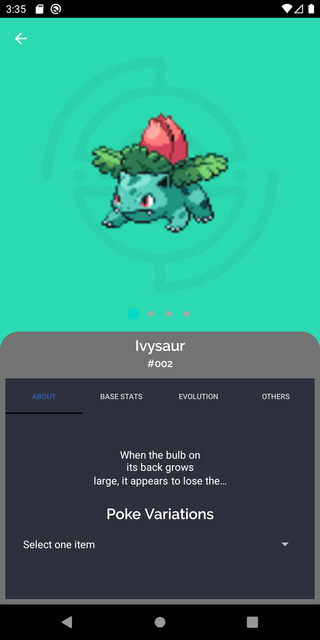 3:35
Ivysaur
#002
ABOUT
BASE STATS
EVOLUTION
OTHERS
When the bulb on
its back grows
large, it appears to lose the…
Poke Variations
Select one item